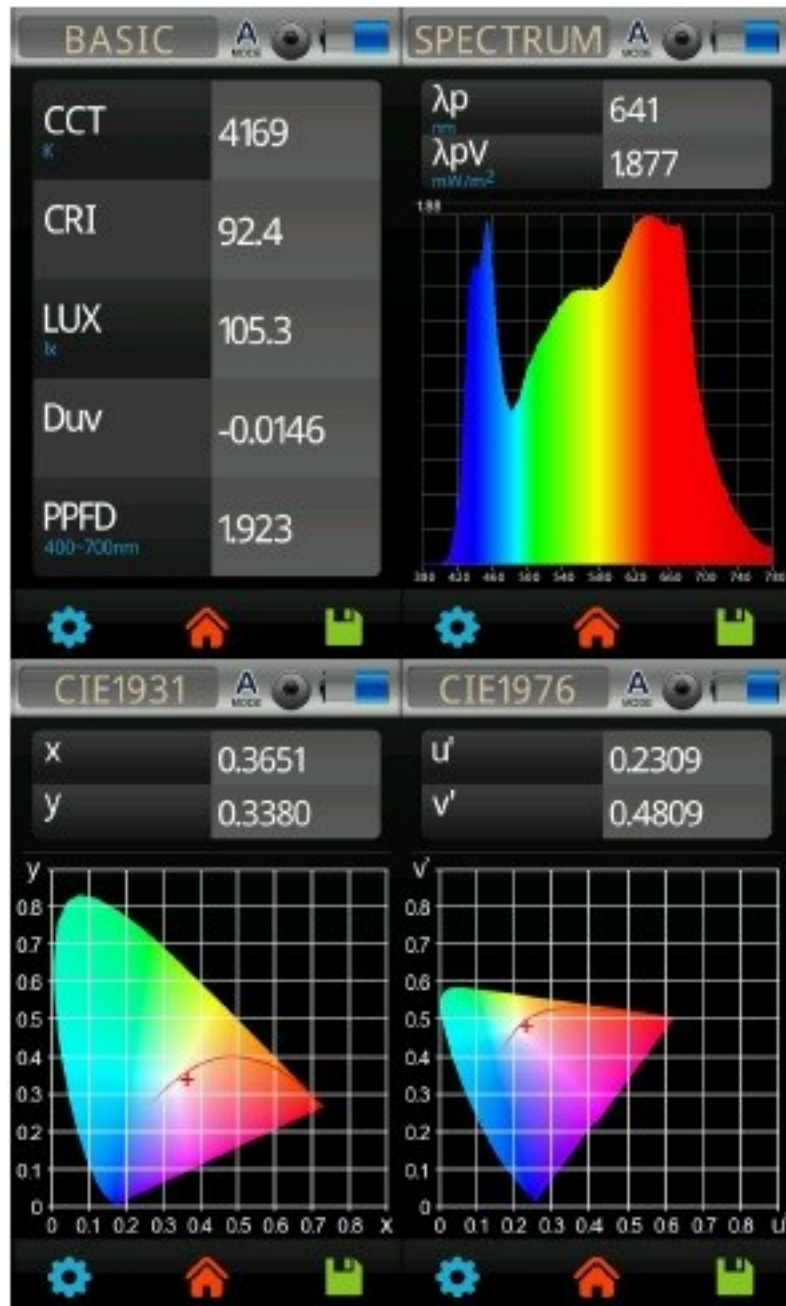 BASIC A MODE
CCT K 4169
CRI 92.4
LUX lx 105.3
Duv -0.0146
PPFD 400~700nm 1.923
SPECTRUM A MODE
λp nm 641
λpV mW/m² 1.877
1.88
380 420 460 500 540 580 620 660 700 740 780
CIE1931 A MODE
x 0.3651
y 0.3380
y
0.8
0.7
0.6
0.5
0.4
0.3
0.2
0.1
0
0 0.1 0.2 0.3 0.4 0.5 0.6 0.7 0.8 x
CIE1976 A MODE
u' 0.2309
v' 0.4809
v'
0.8
0.7
0.6
0.5
0.4
0.3
0.2
0.1
0
0 0.1 0.2 0.3 0.4 0.5 0.6 0.7 0.8 u'